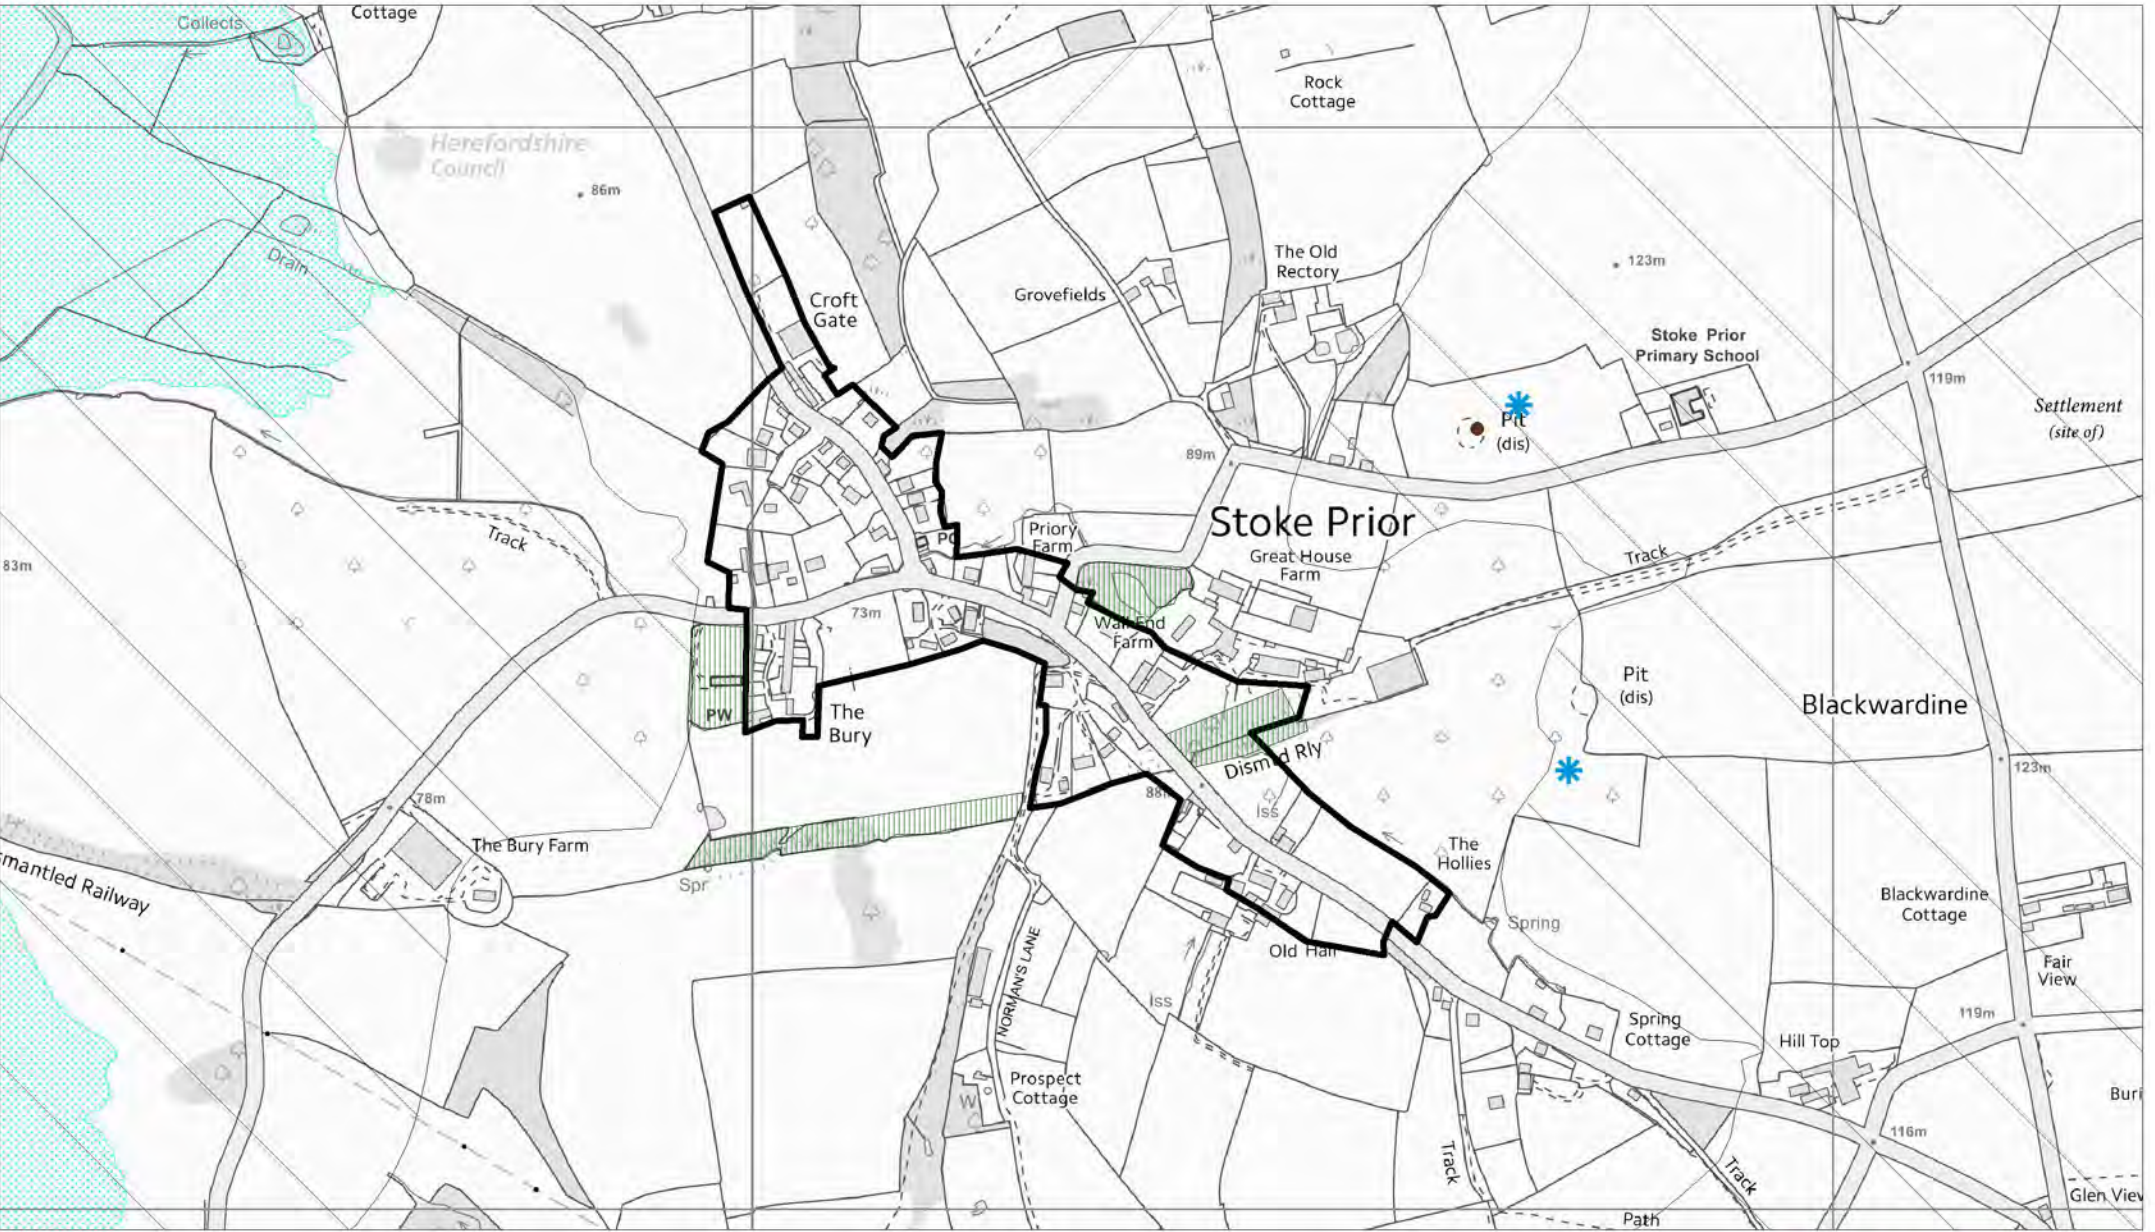 Collects
Cottage
Rock
Cottage
Herefordshire
Council
86m
Drain
The Old
Rectory
123m
Grovefields
Croft
Gate
Stoke Prior
Primary School
119m
Settlement
(site of)
Pit
(dis)
89m
Stoke Prior
Track
Priory
Farm
PO
Great House
Farm
Track
83m
73m
Wall End
Farm
Pit
(dis)
Blackwardine
PW
The
Bury
Dismtd Rly
123m
78m
88m
Iss
The Bury Farm
The
Hollies
Spr
smantled Railway
Blackwardine
Cottage
Spring
Old Hall
NORMAN'S LANE
Fair
View
Iss
119m
Spring
Cottage
Hill Top
Prospect
Cottage
W
Buri
116m
Track
Track
Glen View
Path